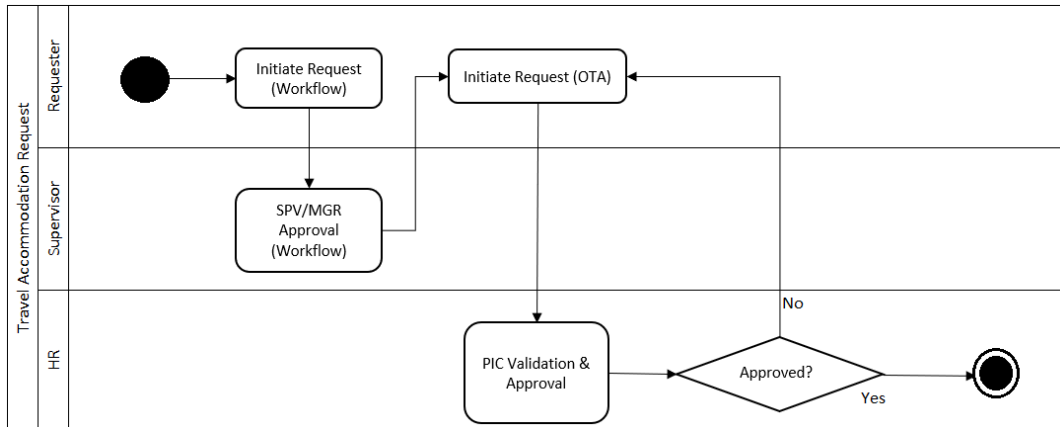 Travel Accommodation Request
Requester
Initiate Request
(Workflow)
Initiate Request (OTA)
Supervisor
SPV/MGR
Approval
(Workflow)
HR
PIC Validation &
Approval
Approved?
No
Yes